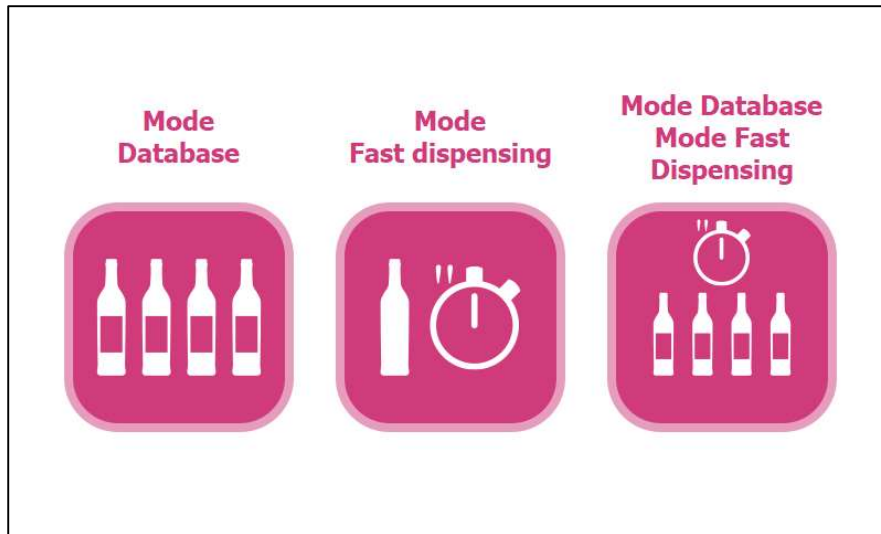 Mode
Database
Mode
Fast dispensing
Mode Database
Mode Fast
Dispensing